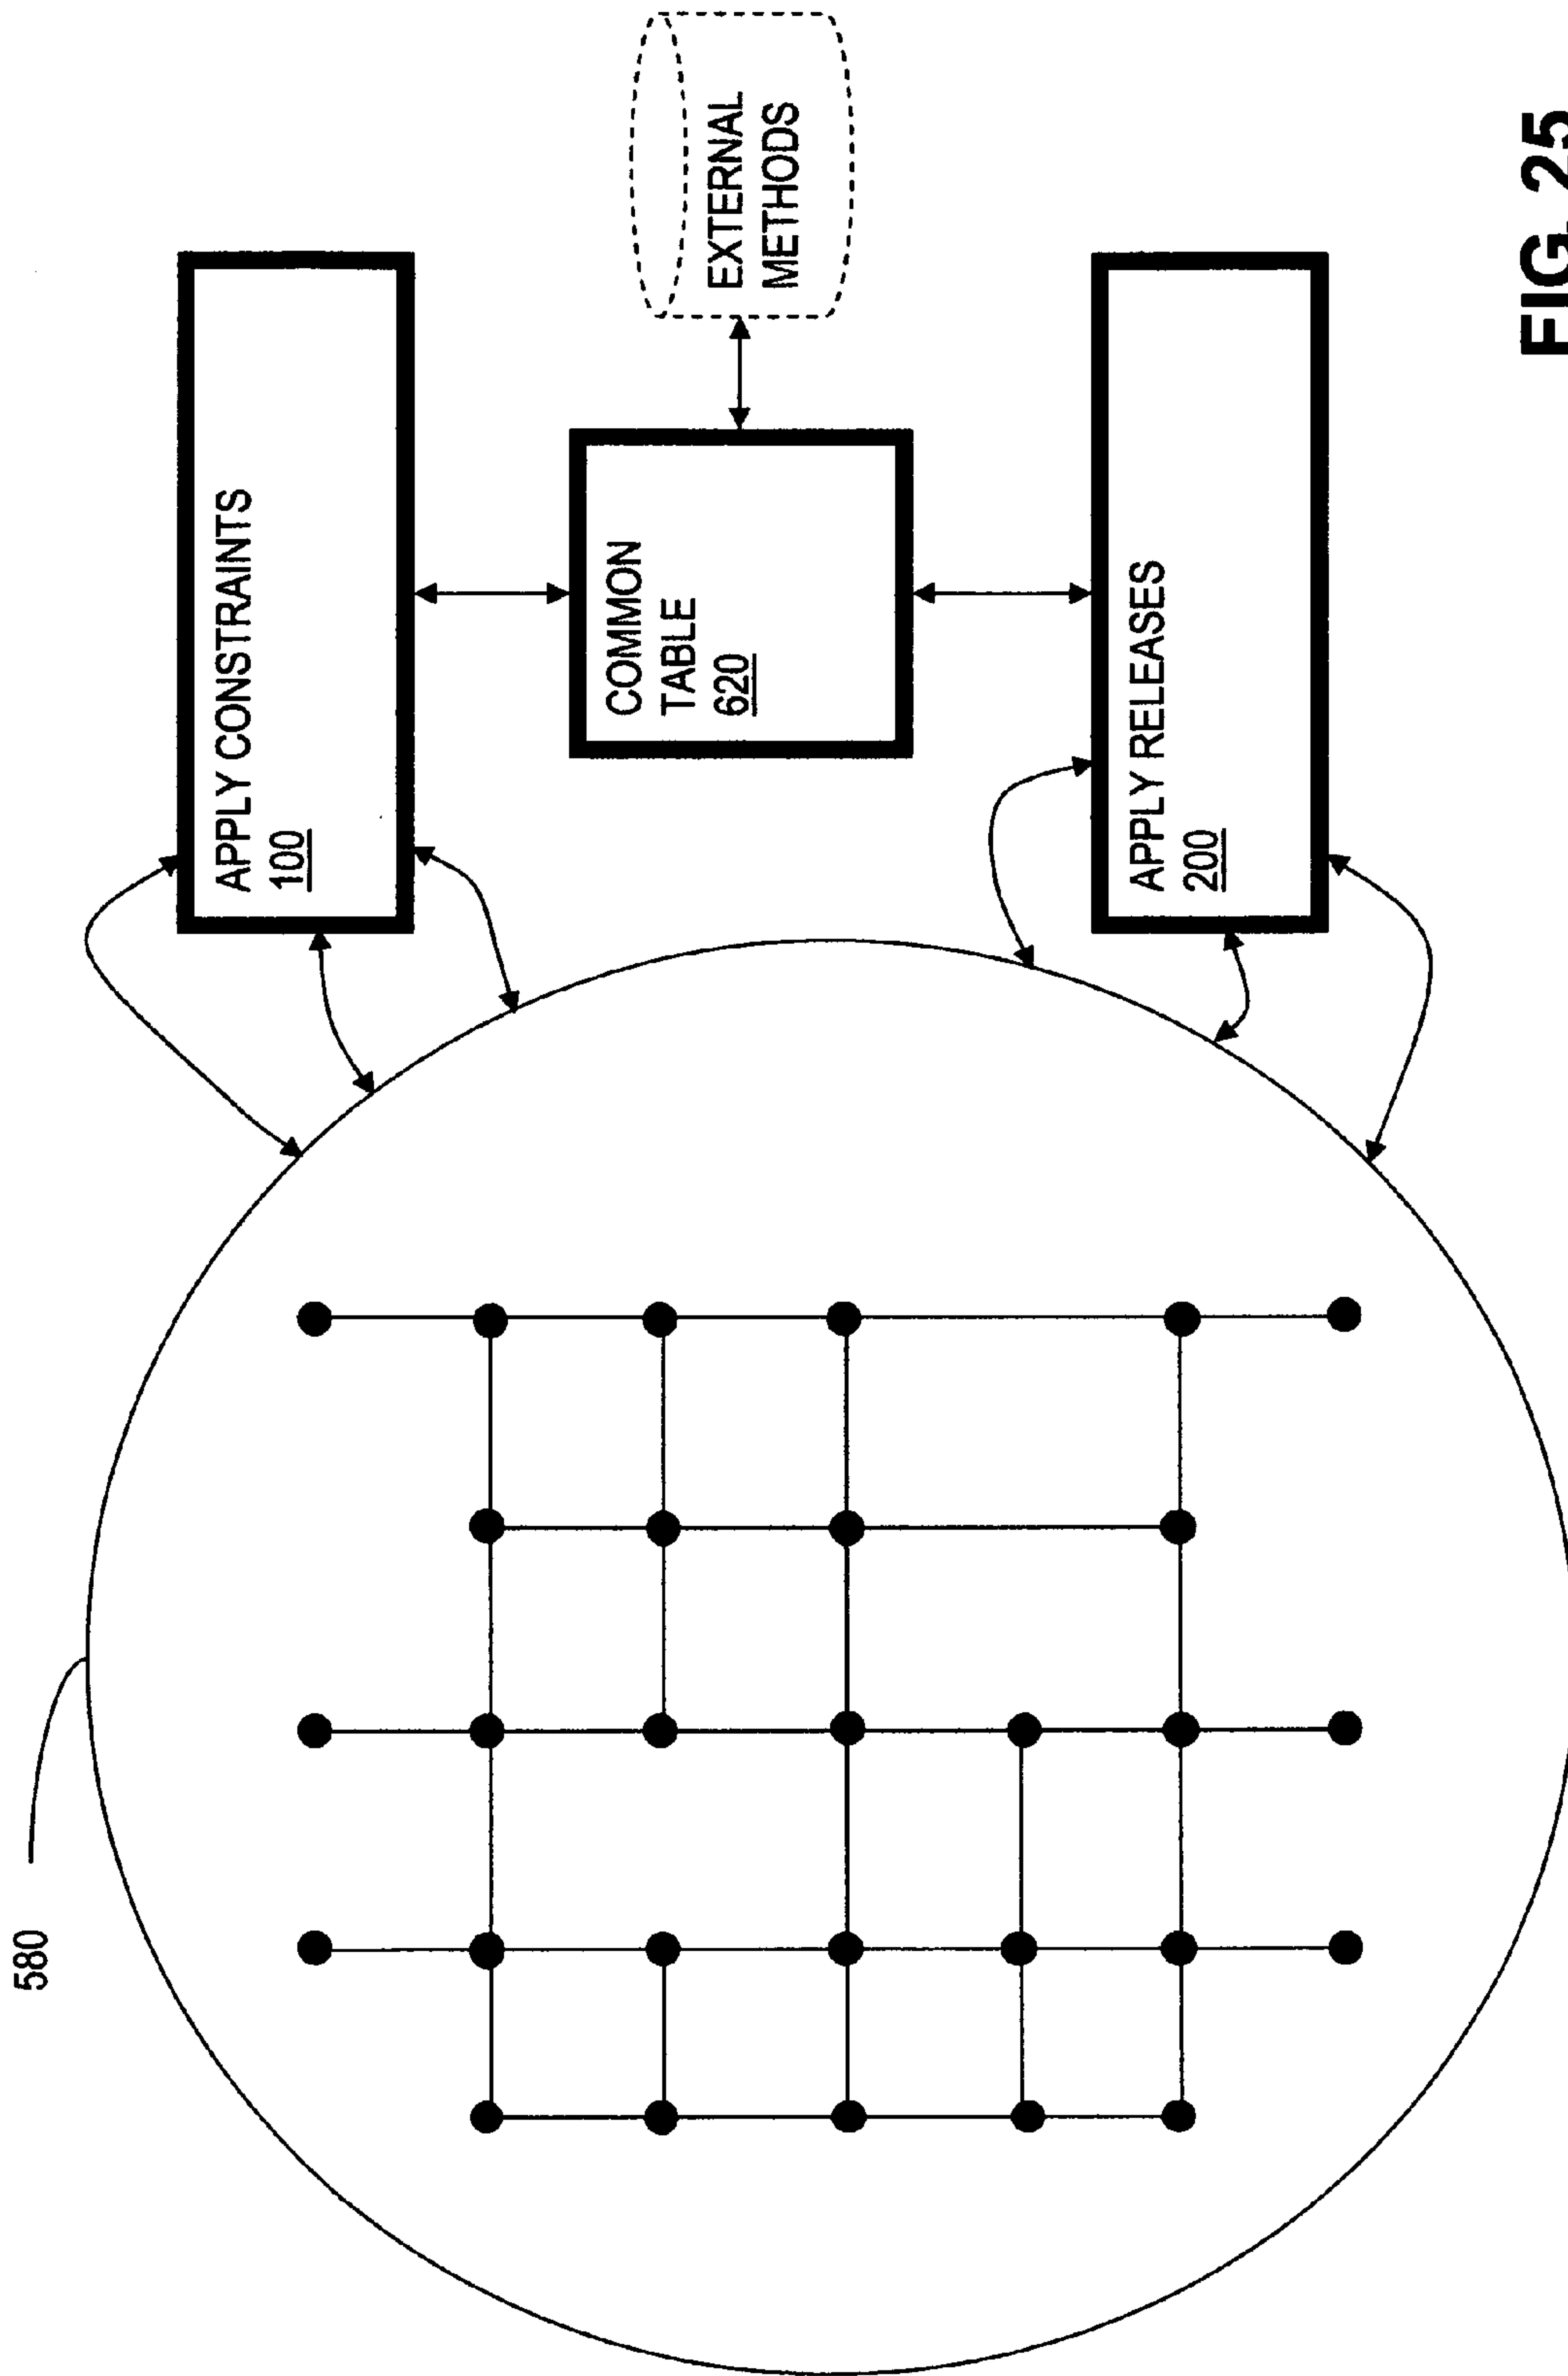 580
APPLY CONSTRAINTS
100
COMMON
TABLE
620
EXTERNAL
METHODS
APPLY RELEASES
200
FIG. 25